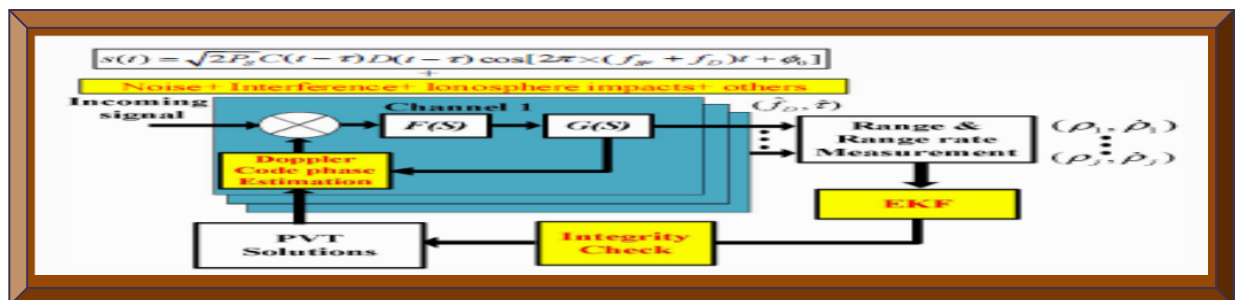 s(t) = √2P_s C(t − τ)D(t − τ) cos[2π×(f_IF + f_D)t + ϕ_0]
+
Noise+ Interference+ Ionosphere impacts+ others
Incoming
signal
Channel 1
F(S)
G(S)
(f̂_D, τ̂)
Range &
Range rate
Measurement
(ρ_1, ρ̇_1)
(ρ_j, ρ̇_j)
Doppler
Code phase
Estimation
EKF
PVT
Solutions
Integrity
Check